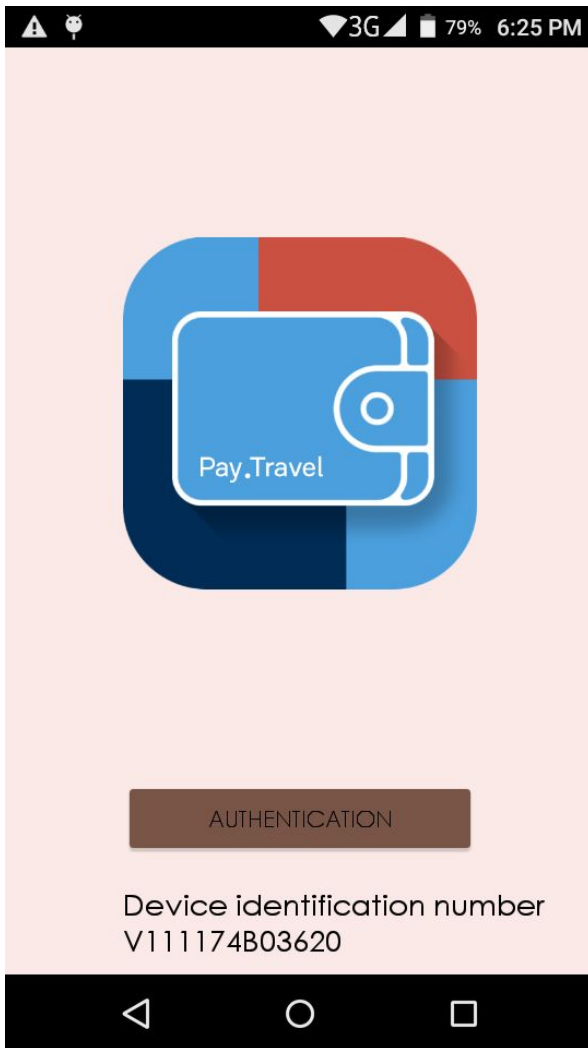 3G 79% 6:25 PM
Pay.Travel
AUTHENTICATION
Device identification number
V111174B03620